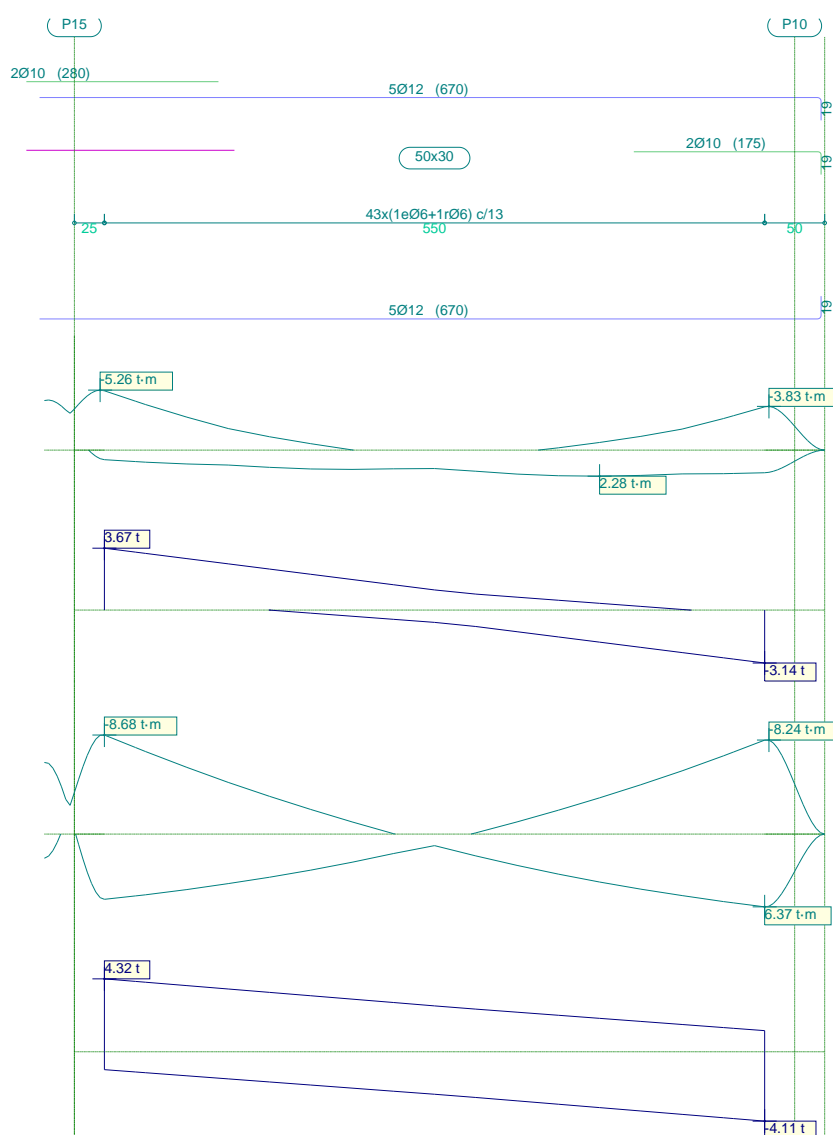 P15 P10
2Ø10 (280)
5Ø12 (670)
19
2Ø10 (175)
50x30
19
43x(1eØ6+1rØ6) c/13
25 550 50
5Ø12 (670)
19
-5.26 t·m
-3.83 t·m
2.28 t·m
3.67 t
-3.14 t
-8.68 t·m
-8.24 t·m
6.37 t·m
4.32 t
-4.11 t